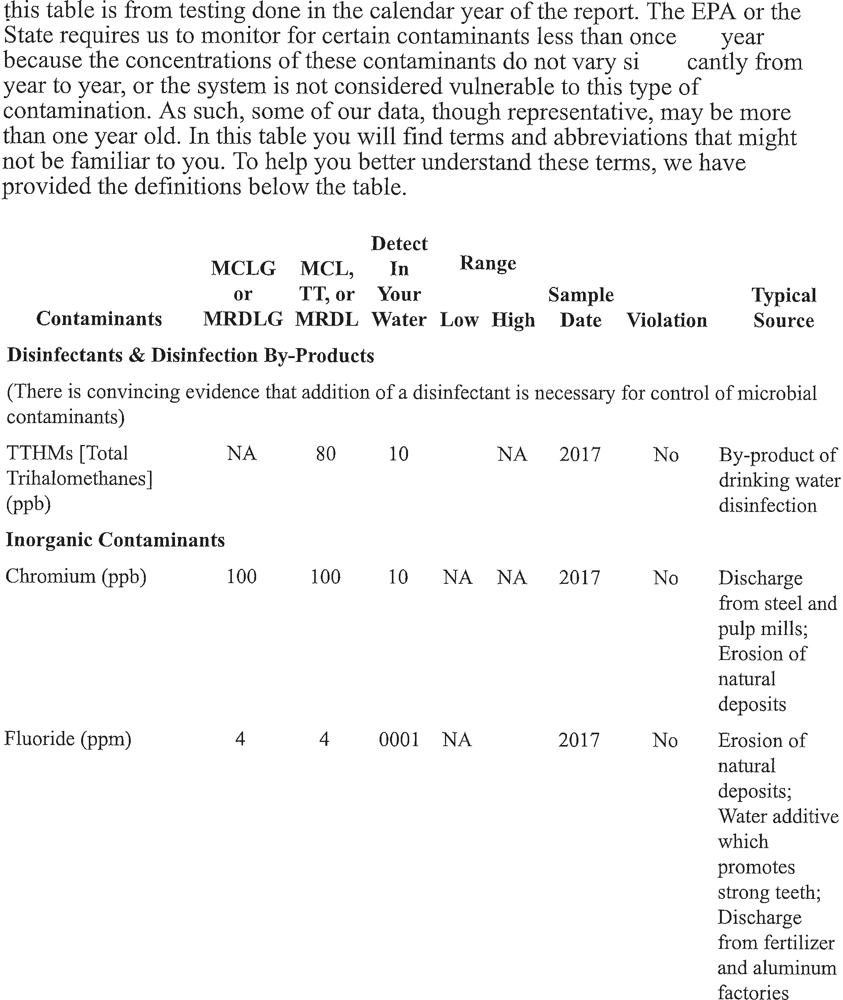 this table is from testing done in the calendar year of the report. The EPA or the
State requires us to monitor for certain contaminants less than once year
because the concentrations of these contaminants do not vary si cantly from
year to year, or the system is not considered vulnerable to this type of
contamination. As such, some of our data, though representative, may be more
than one year old. In this table you will find terms and abbreviations that might
not be familiar to you. To help you better understand these terms, we have
provided the definitions below the table.
Detect
MCLG MCL, In Range
or TT, or Your Sample Typical
Contaminants MRDLG MRDL Water Low High Date Violation Source
Disinfectants & Disinfection By-Products
(There is convincing evidence that addition of a disinfectant is necessary for control of microbial
contaminants)
TTHMs [Total NA 80 10 NA 2017 No By-product of
Trihalomethanes] drinking water
(ppb) disinfection
Inorganic Contaminants
Chromium (ppb) 100 100 10 NA NA 2017 No Discharge
from steel and
pulp mills;
Erosion of
natural
deposits
Fluoride (ppm) 4 4 0001 NA 2017 No Erosion of
natural
deposits;
Water additive
which
promotes
strong teeth;
Discharge
from fertilizer
and aluminum
factories